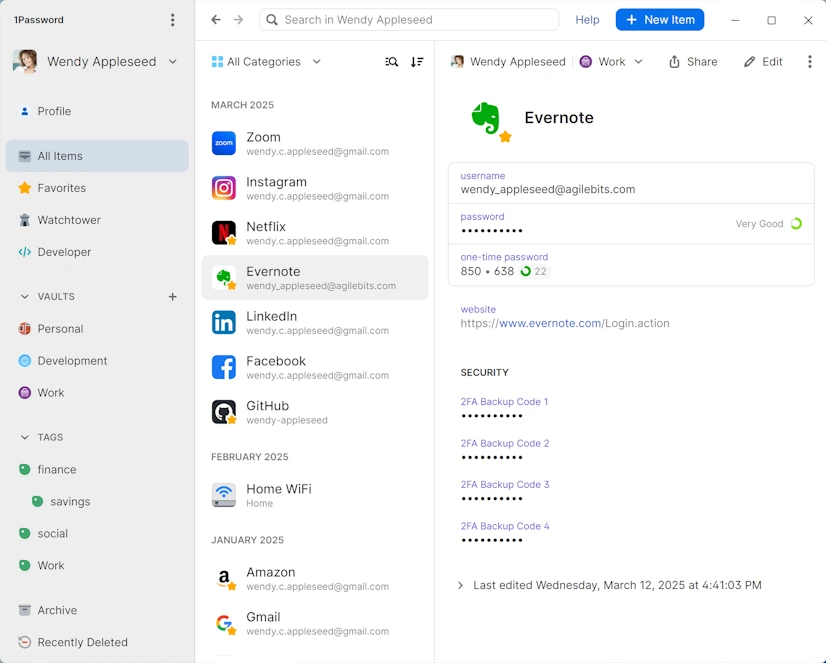 1Password
Wendy Appleseed
Profile
All Items
Favorites
Watchtower
Developer
VAULTS
Personal
Development
Work
TAGS
finance
savings
social
Work
Archive
Recently Deleted
Search in Wendy Appleseed
Help
+ New Item
All Categories
MARCH 2025
zoom
Zoom
wendy.c.appleseed@gmail.com
Instagram
wendy.c.appleseed@gmail.com
Netflix
wendy.c.appleseed@gmail.com
Evernote
wendy_appleseed@agilebits.com
LinkedIn
wendy.c.appleseed@gmail.com
Facebook
wendy.c.appleseed@gmail.com
GitHub
wendy-appleseed
FEBRUARY 2025
Home WiFi
Home
JANUARY 2025
Amazon
wendy.c.appleseed@gmail.com
Gmail
wendy.c.appleseed@gmail.com
Wendy Appleseed
Work
Share
Edit
Evernote
username
wendy_appleseed@agilebits.com
password
••••••••••
Very Good
one-time password
850 • 638 22
website
https://www.evernote.com/Login.action
SECURITY
2FA Backup Code 1
••••••••••
2FA Backup Code 2
••••••••••
2FA Backup Code 3
••••••••••
2FA Backup Code 4
••••••••••
Last edited Wednesday, March 12, 2025 at 4:41:03 PM